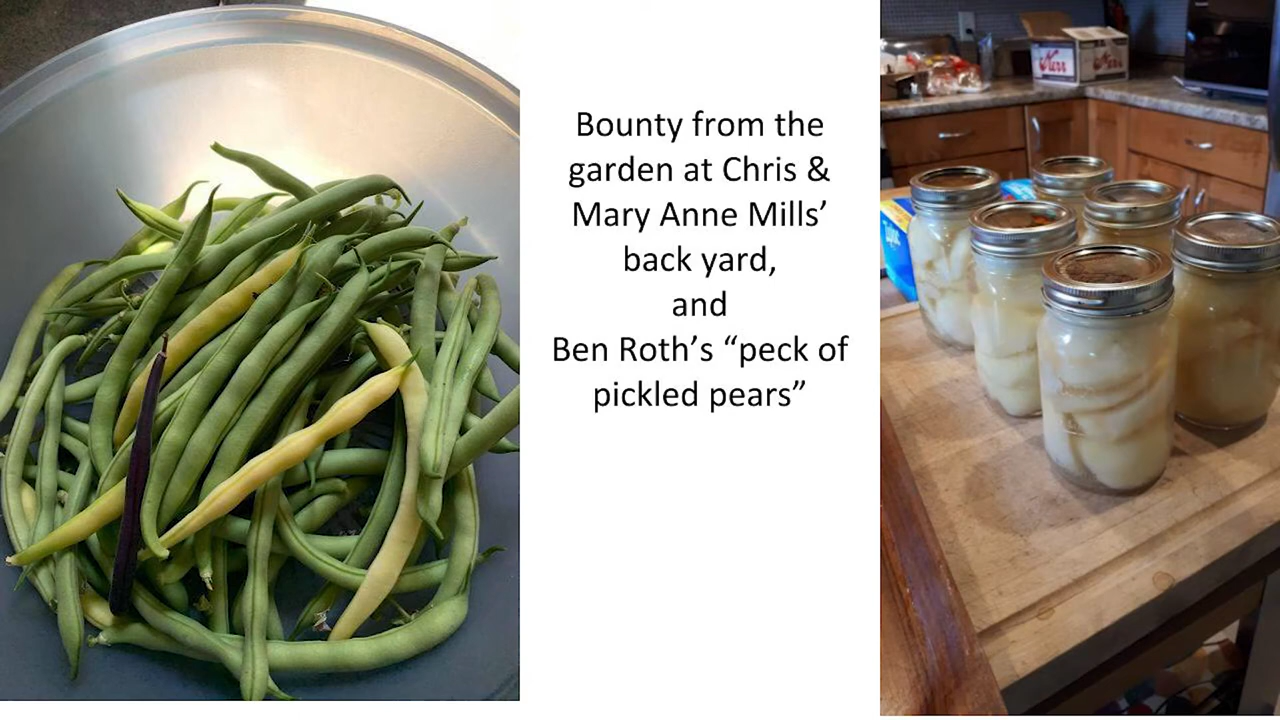 Bounty from the
garden at Chris &
Mary Anne Mills’
back yard,
and
Ben Roth’s “peck of
pickled pears”
Kerr